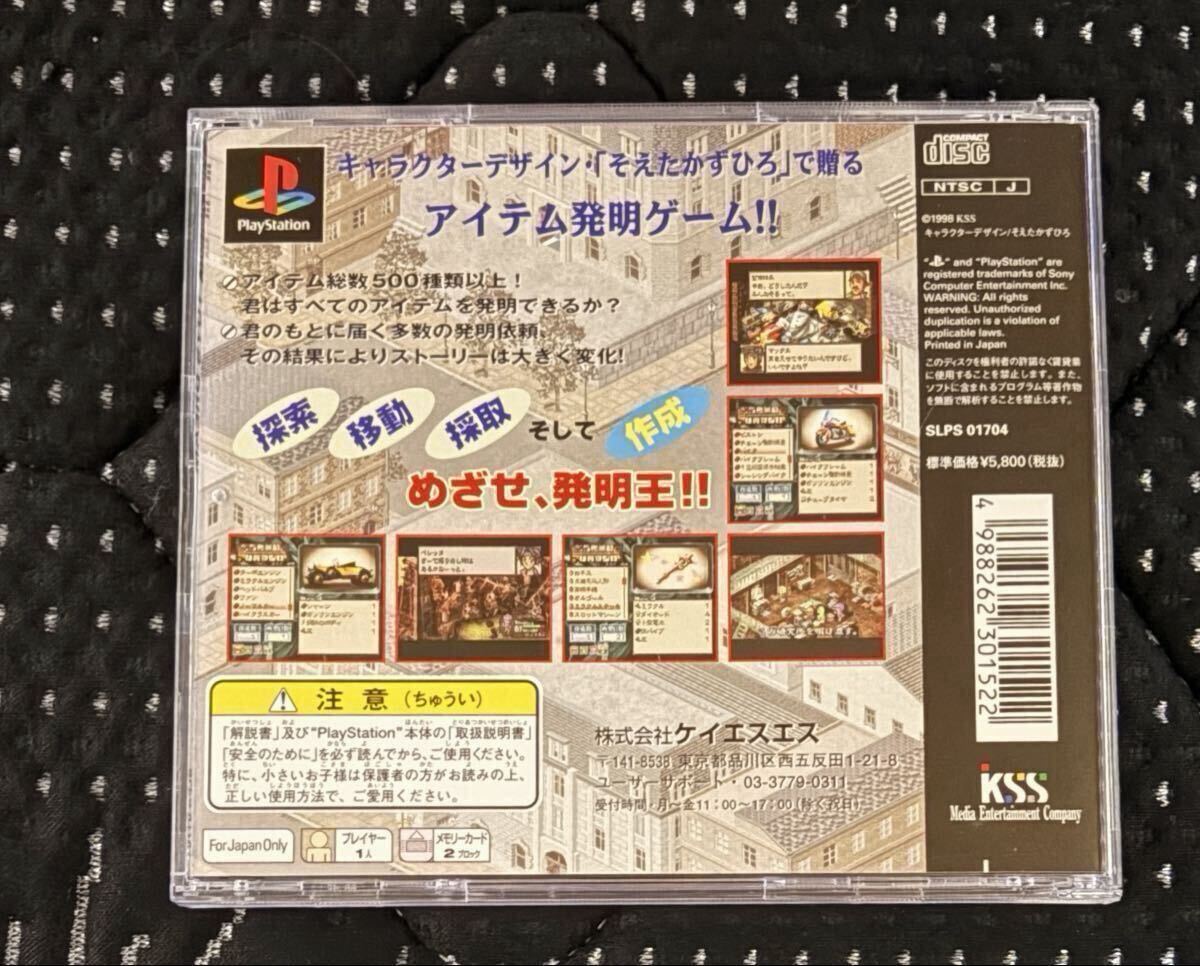 PlayStation
キャラクターデザイン・「そえたかずひろ」で贈る
アイテム発明ゲーム!!
アイテム総数500種類以上！
君はすべてのアイテムを発明できるか？
君のもとに届く多数の発明依頼、
その結果によりストーリーは大きく変化!
探索 移動 採取 そして 作成
めざせ、発明王!!
注意(ちゅうい)
「解説書」及び"PlayStation"本体の「取扱説明書」
「安全のために」を必ず読んでから、ご使用ください。
特に、小さいお子様は保護者の方がお読みの上、
正しい使用方法で、ご愛用ください。
For Japan Only
プレイヤー
1人
メモリーカード
2ブロック
株式会社ケイエスエス
〒141-8538 東京都品川区西五反田1-21-8
ユーザーサポート・03-3779-0311
受付時間・月～金11：00～17：00(除く祝日)
COMPACT
disc
NTSC J
©1998 KSS
キャラクターデザイン/そえたかずひろ
" " and "PlayStation" are
registered trademarks of Sony
Computer Entertainment Inc.
WARNING: All rights
reserved. Unauthorized
duplication is a violation of
applicable laws.
Printed in Japan
このディスクを権利者の許諾なく賃貸業
に使用することを禁止します。また、
ソフトに含まれるプログラム等著作物
を無断で解析することを禁止します。
SLPS 01704
標準価格¥5,800(税抜)
4 988262 301522
KSS
Media Entertainment Company